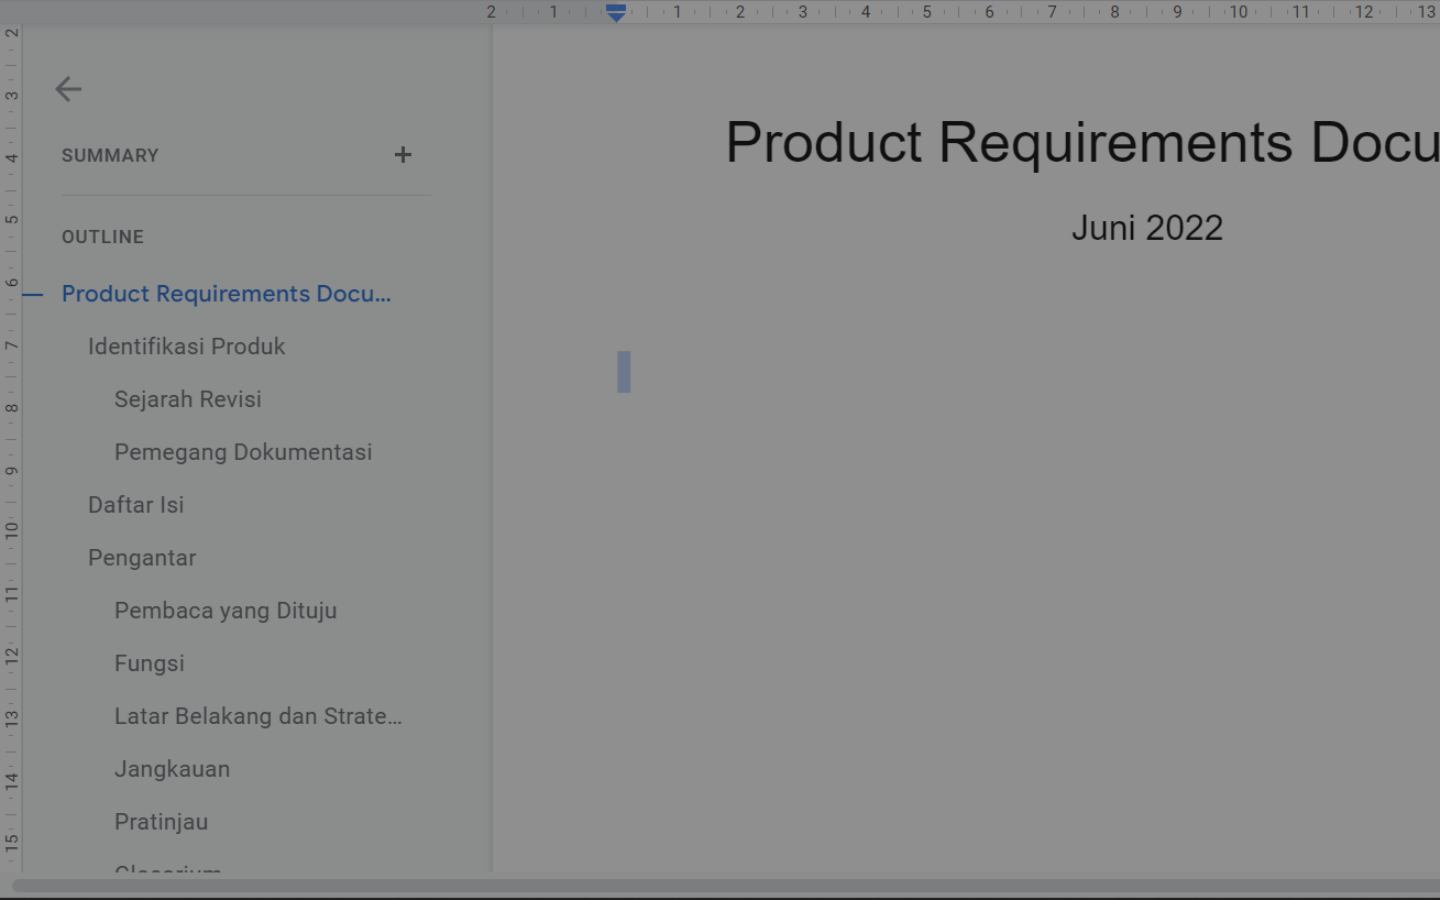 2 1 1 2 3 4 5 6 7 8 9 10 11 12 13
2
3
4
5
6
7
8
9
10
11
12
13
14
15
SUMMARY +
OUTLINE
Product Requirements Docu...
Identifikasi Produk
Sejarah Revisi
Pemegang Dokumentasi
Daftar Isi
Pengantar
Pembaca yang Dituju
Fungsi
Latar Belakang dan Strate...
Jangkauan
Pratinjau
Product Requirements Docu
Juni 2022